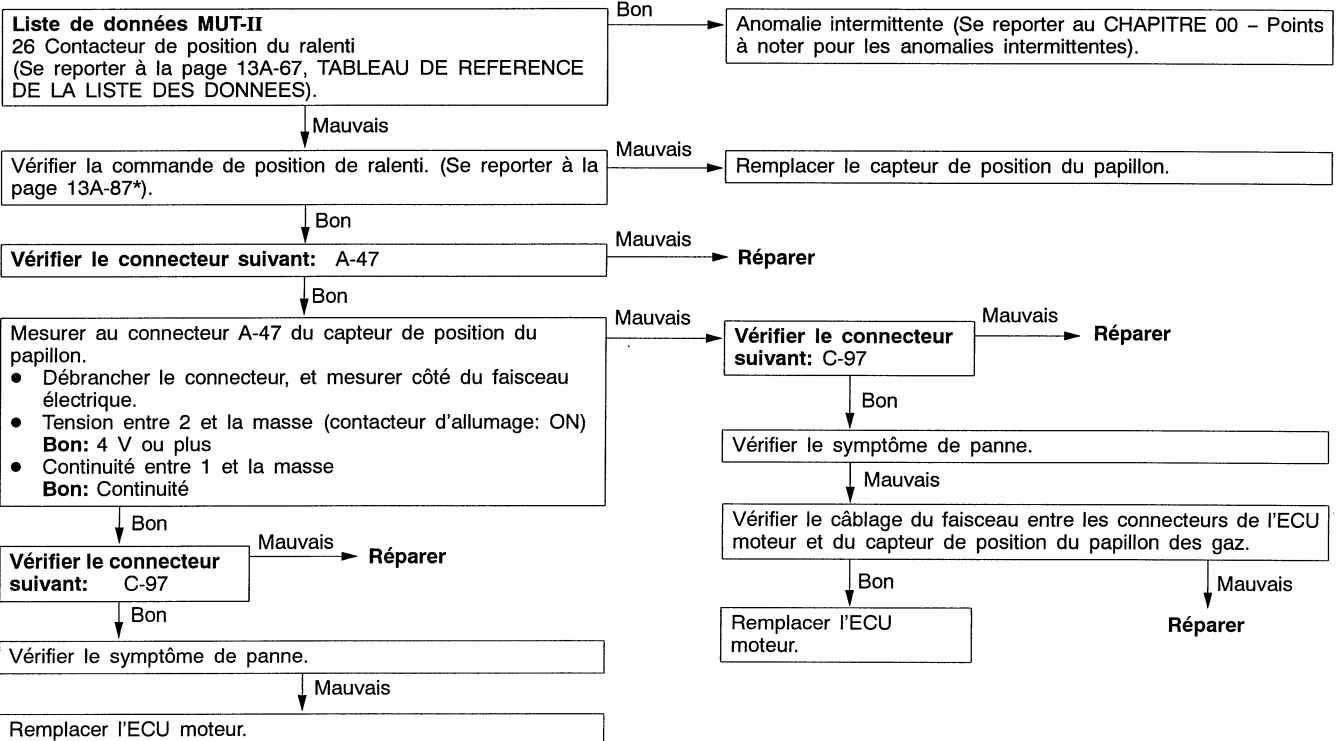 Liste de données MUT-II
26 Contacteur de position du ralenti
(Se reporter à la page 13A-67, TABLEAU DE REFERENCE
DE LA LISTE DES DONNEES).
Bon
Anomalie intermittente (Se reporter au CHAPITRE 00 – Points
à noter pour les anomalies intermittentes).
Mauvais
Vérifier la commande de position de ralenti. (Se reporter à la
page 13A-87*).
Mauvais
Remplacer le capteur de position du papillon.
Bon
Vérifier le connecteur suivant: A-47
Mauvais
Réparer
Bon
Mesurer au connecteur A-47 du capteur de position du
papillon.
● Débrancher le connecteur, et mesurer côté du faisceau
électrique.
● Tension entre 2 et la masse (contacteur d'allumage: ON)
Bon: 4 V ou plus
● Continuité entre 1 et la masse
Bon: Continuité
Mauvais
Vérifier le connecteur
suivant: C-97
Mauvais
Réparer
Bon
Vérifier le symptôme de panne.
Mauvais
Vérifier le câblage du faisceau entre les connecteurs de l'ECU
moteur et du capteur de position du papillon des gaz.
Bon
Remplacer l'ECU
moteur.
Mauvais
Réparer
Bon
Vérifier le connecteur
suivant: C-97
Mauvais
Réparer
Bon
Vérifier le symptôme de panne.
Mauvais
Remplacer l'ECU moteur.